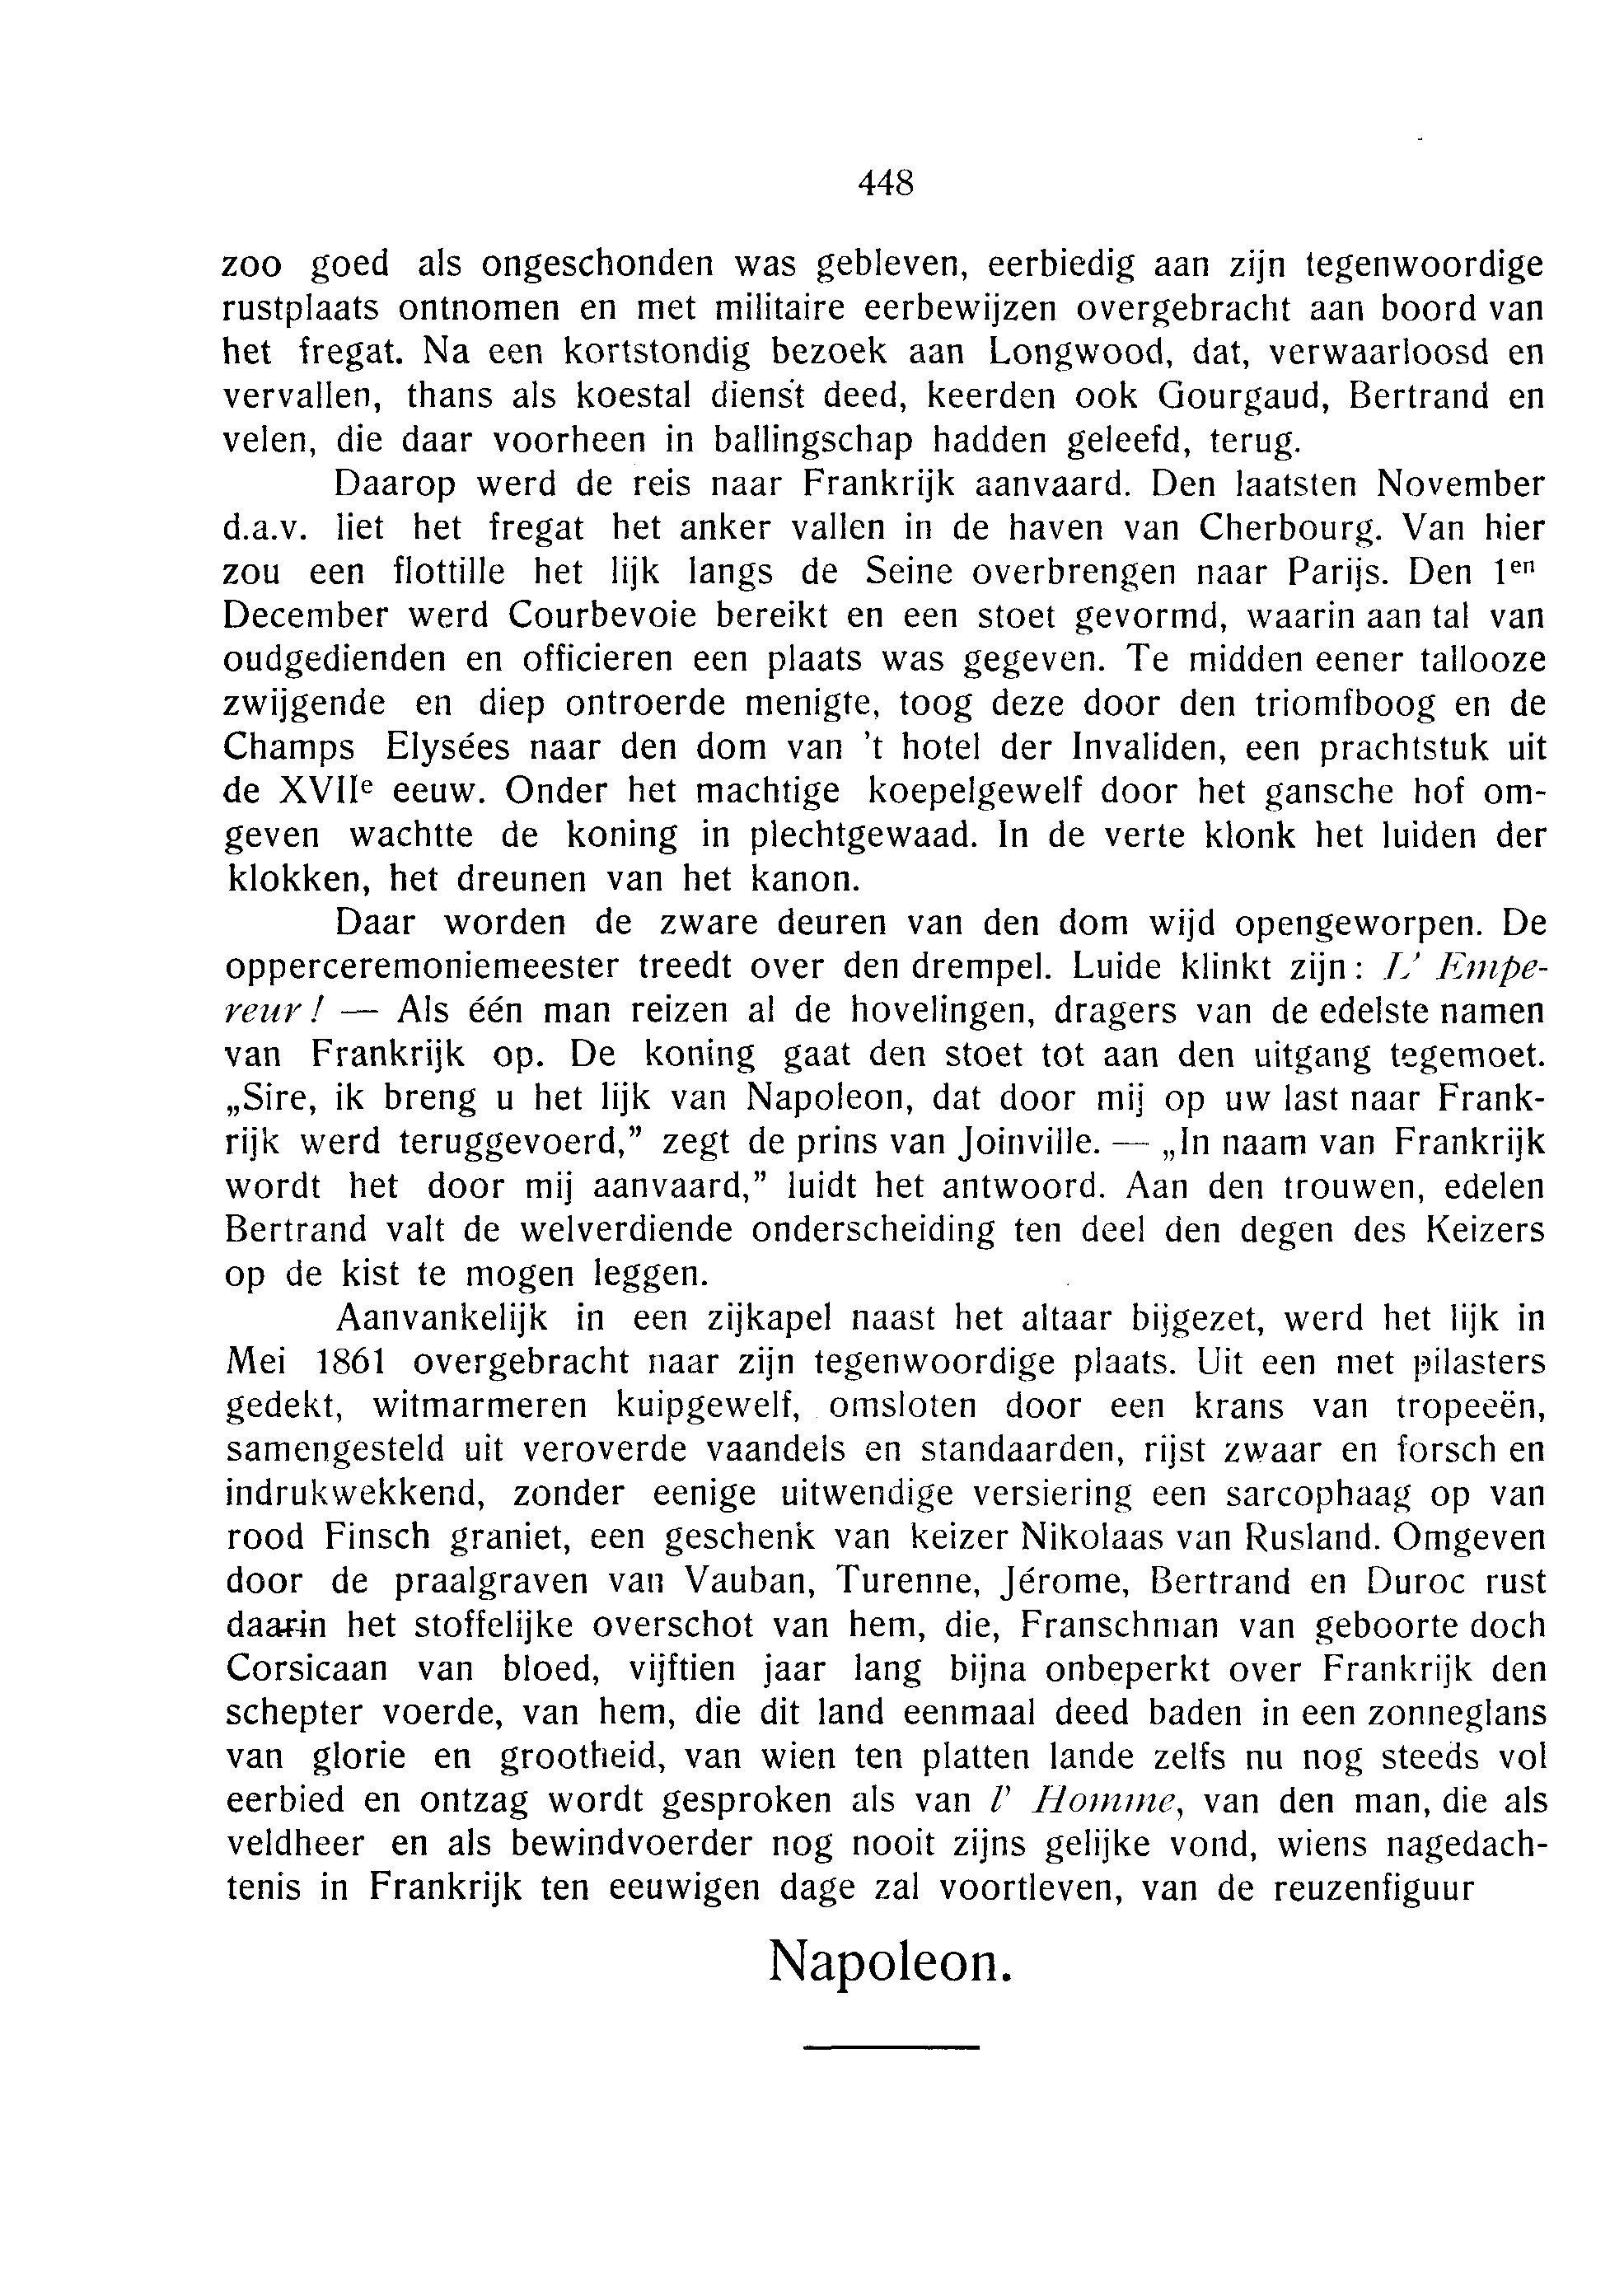 448
zoo goed als ongeschonden was gebleven, eerbiedig aan zijn tegenwoordige
rustplaats ontnomen en met militaire eerbewijzen overgebracht aan boord van
het fregat. Na een kortstondig bezoek aan Longwood, dat, verwaarloosd en
vervallen, thans als koestal dienst deed, keerden ook Gourgaud, Bertrand en
velen, die daar voorheen in ballingschap hadden geleefd, terug.
Daarop werd de reis naar Frankrijk aanvaard. Den laatsten November
d.a.v. liet het fregat het anker vallen in de haven van Cherbourg. Van hier
zou een flottille het lijk langs de Seine overbrengen naar Parijs. Den 1en
December werd Courbevoie bereikt en een stoet gevormd, waarin aan tal van
oudgedienden en officieren een plaats was gegeven. Te midden eener tallooze
zwijgende en diep ontroerde menigte, toog deze door den triomfboog en de
Champs Elysées naar den dom van 't hotel der Invaliden, een prachtstuk uit
de XVIIe eeuw. Onder het machtige koepelgewelf door het gansche hof om-
geven wachtte de koning in plechtgewaad. In de verte klonk het luiden der
klokken, het dreunen van het kanon.
Daar worden de zware deuren van den dom wijd opengeworpen. De
opperceremoniemeester treedt over den drempel. Luide klinkt zijn: L' Empe-
reur! — Als één man reizen al de hovelingen, dragers van de edelste namen
van Frankrijk op. De koning gaat den stoet tot aan den uitgang tegemoet.
„Sire, ik breng u het lijk van Napoleon, dat door mij op uw last naar Frank-
rijk werd teruggevoerd,” zegt de prins van Joinville. — „In naam van Frankrijk
wordt het door mij aanvaard,” luidt het antwoord. Aan den trouwen, edelen
Bertrand valt de welverdiende onderscheiding ten deel den degen des Keizers
op de kist te mogen leggen.
Aanvankelijk in een zijkapel naast het altaar bijgezet, werd het lijk in
Mei 1861 overgebracht naar zijn tegenwoordige plaats. Uit een met pilasters
gedekt, witmarmeren kuipgewelf, omsloten door een krans van tropeeën,
samengesteld uit veroverde vaandels en standaarden, rijst zwaar en forsch en
indrukwekkend, zonder eenige uitwendige versiering een sarcophaag op van
rood Finsch graniet, een geschenk van keizer Nikolaas van Rusland. Omgeven
door de praalgraven van Vauban, Turenne, Jérome, Bertrand en Duroc rust
daarin het stoffelijke overschot van hem, die, Franschman van geboorte doch
Corsicaan van bloed, vijftien jaar lang bijna onbeperkt over Frankrijk den
schepter voerde, van hem, die dit land eenmaal deed baden in een zonneglans
van glorie en grootheid, van wien ten platten lande zelfs nu nog steeds vol
eerbied en ontzag wordt gesproken als van l' Homme, van den man, die als
veldheer en als bewindvoerder nog nooit zijns gelijke vond, wiens nagedach-
tenis in Frankrijk ten eeuwigen dage zal voortleven, van de reuzenfiguur
Napoleon.